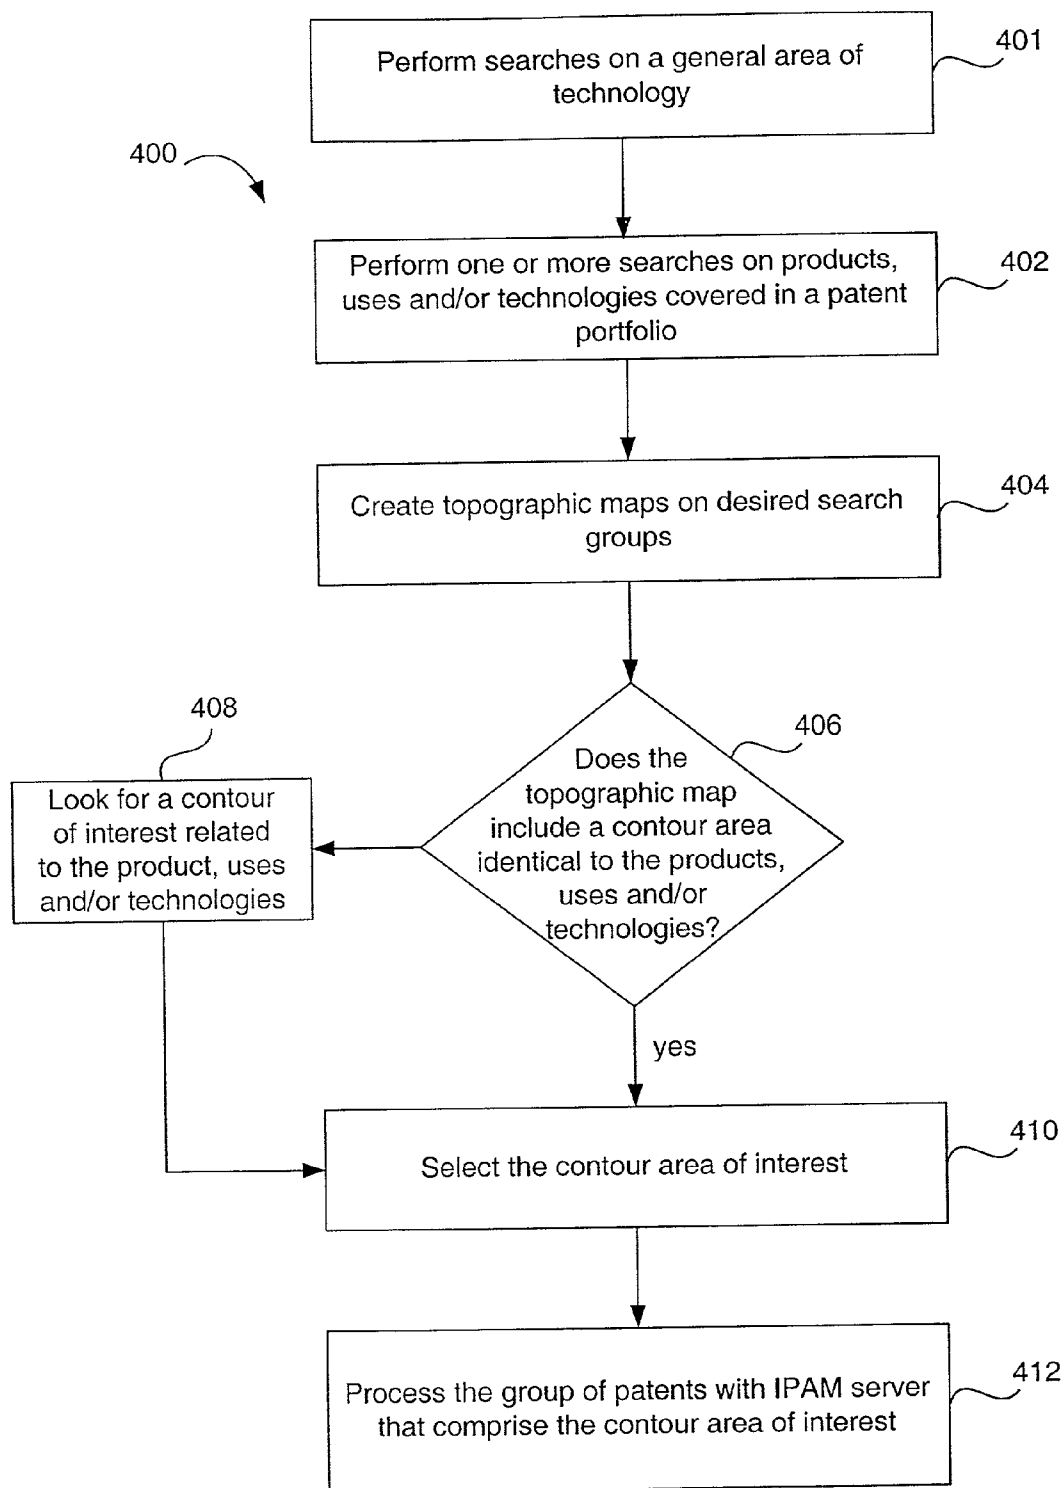 Perform searches on a general area of
technology
401
400
Perform one or more searches on products,
uses and/or technologies covered in a patent
portfolio
402
Create topographic maps on desired search
groups
404
408
406
Does the
topographic map
include a contour area
identical to the products,
uses and/or
technologies?
Look for a contour
of interest related
to the product, uses
and/or technologies
yes
Select the contour area of interest
410
Process the group of patents with IPAM server
that comprise the contour area of interest
412